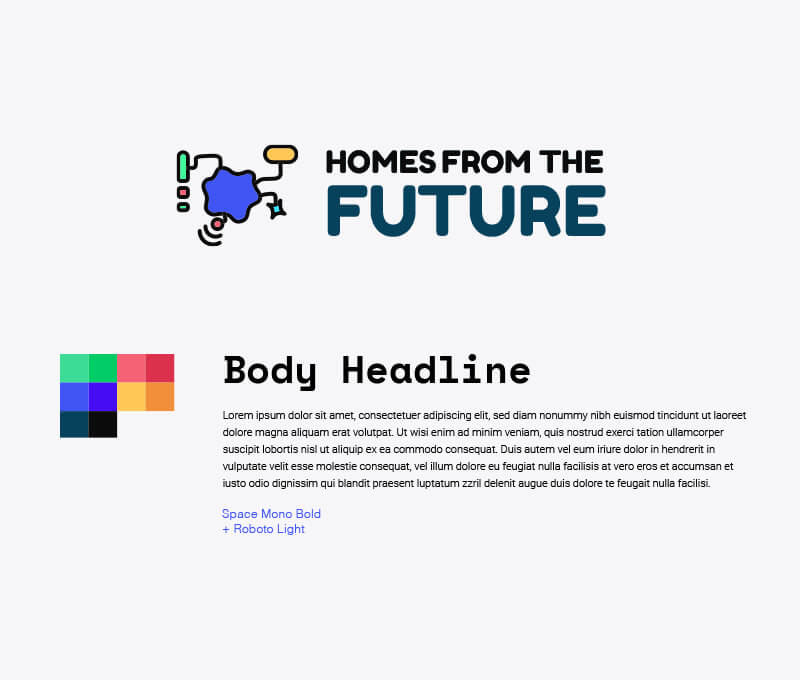 HOMES FROM THE
FUTURE
Body Headline
Lorem ipsum dolor sit amet, consectetuer adipiscing elit, sed diam nonummy nibh euismod tincidunt ut laoreet
dolore magna aliquam erat volutpat. Ut wisi enim ad minim veniam, quis nostrud exerci tation ullamcorper
suscipit lobortis nisl ut aliquip ex ea commodo consequat. Duis autem vel eum iriure dolor in hendrerit in
vulputate velit esse molestie consequat, vel illum dolore eu feugiat nulla facilisis at vero eros et accumsan et
iusto odio dignissim qui blandit praesent luptatum zzril delenit augue duis dolore te feugait nulla facilisi.
Space Mono Bold
+ Roboto Light